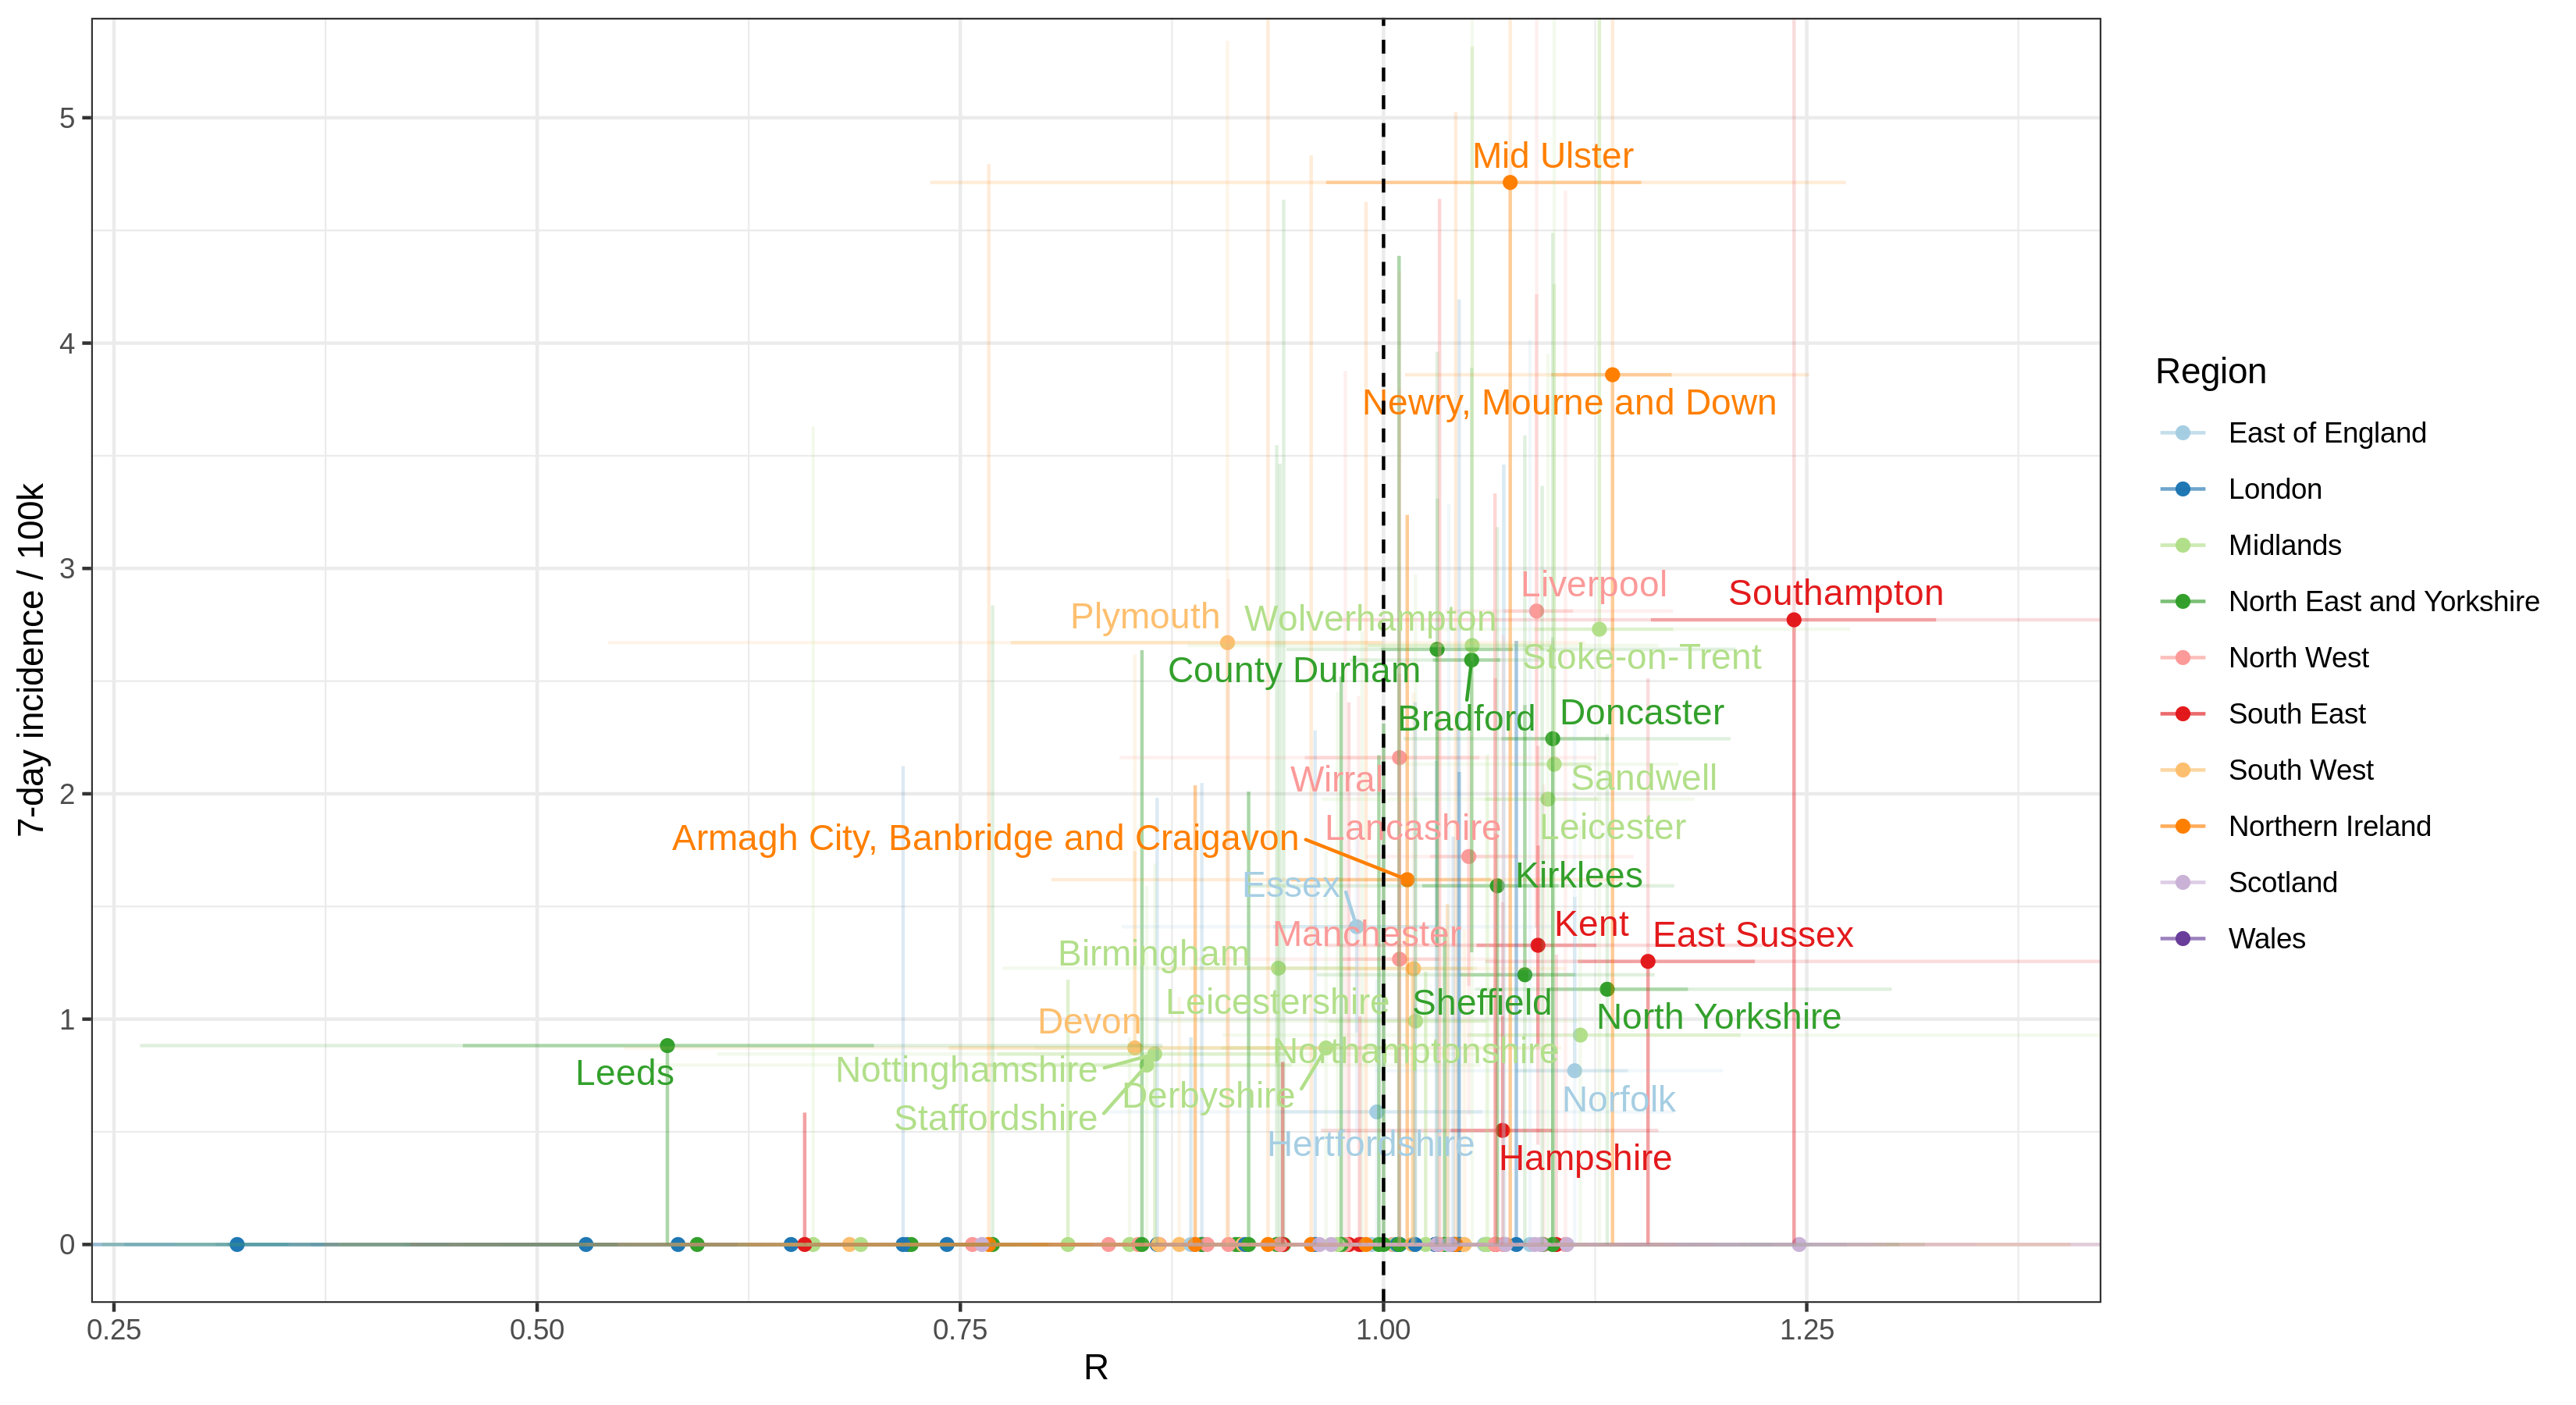 5
4
3
2
1
0
7-day incidence / 100k
Mid Ulster
Newry, Mourne and Down
Liverpool
Southampton
Plymouth
Wolverhampton
County Durham
Stoke-on-Trent
Bradford
Doncaster
Wirral
Sandwell
Armagh City, Banbridge and Craigavon
Lancashire
Leicester
Essex
Kirklees
Manchester
Kent
East Sussex
Birmingham
Leicestershire
Sheffield
North Yorkshire
Devon
Leeds
Nottinghamshire
Northamptonshire
Derbyshire
Staffordshire
Norfolk
Hertfordshire
Hampshire
0.25
0.50
0.75
1.00
1.25
R
Region
East of England
London
Midlands
North East and Yorkshire
North West
South East
South West
Northern Ireland
Scotland
Wales